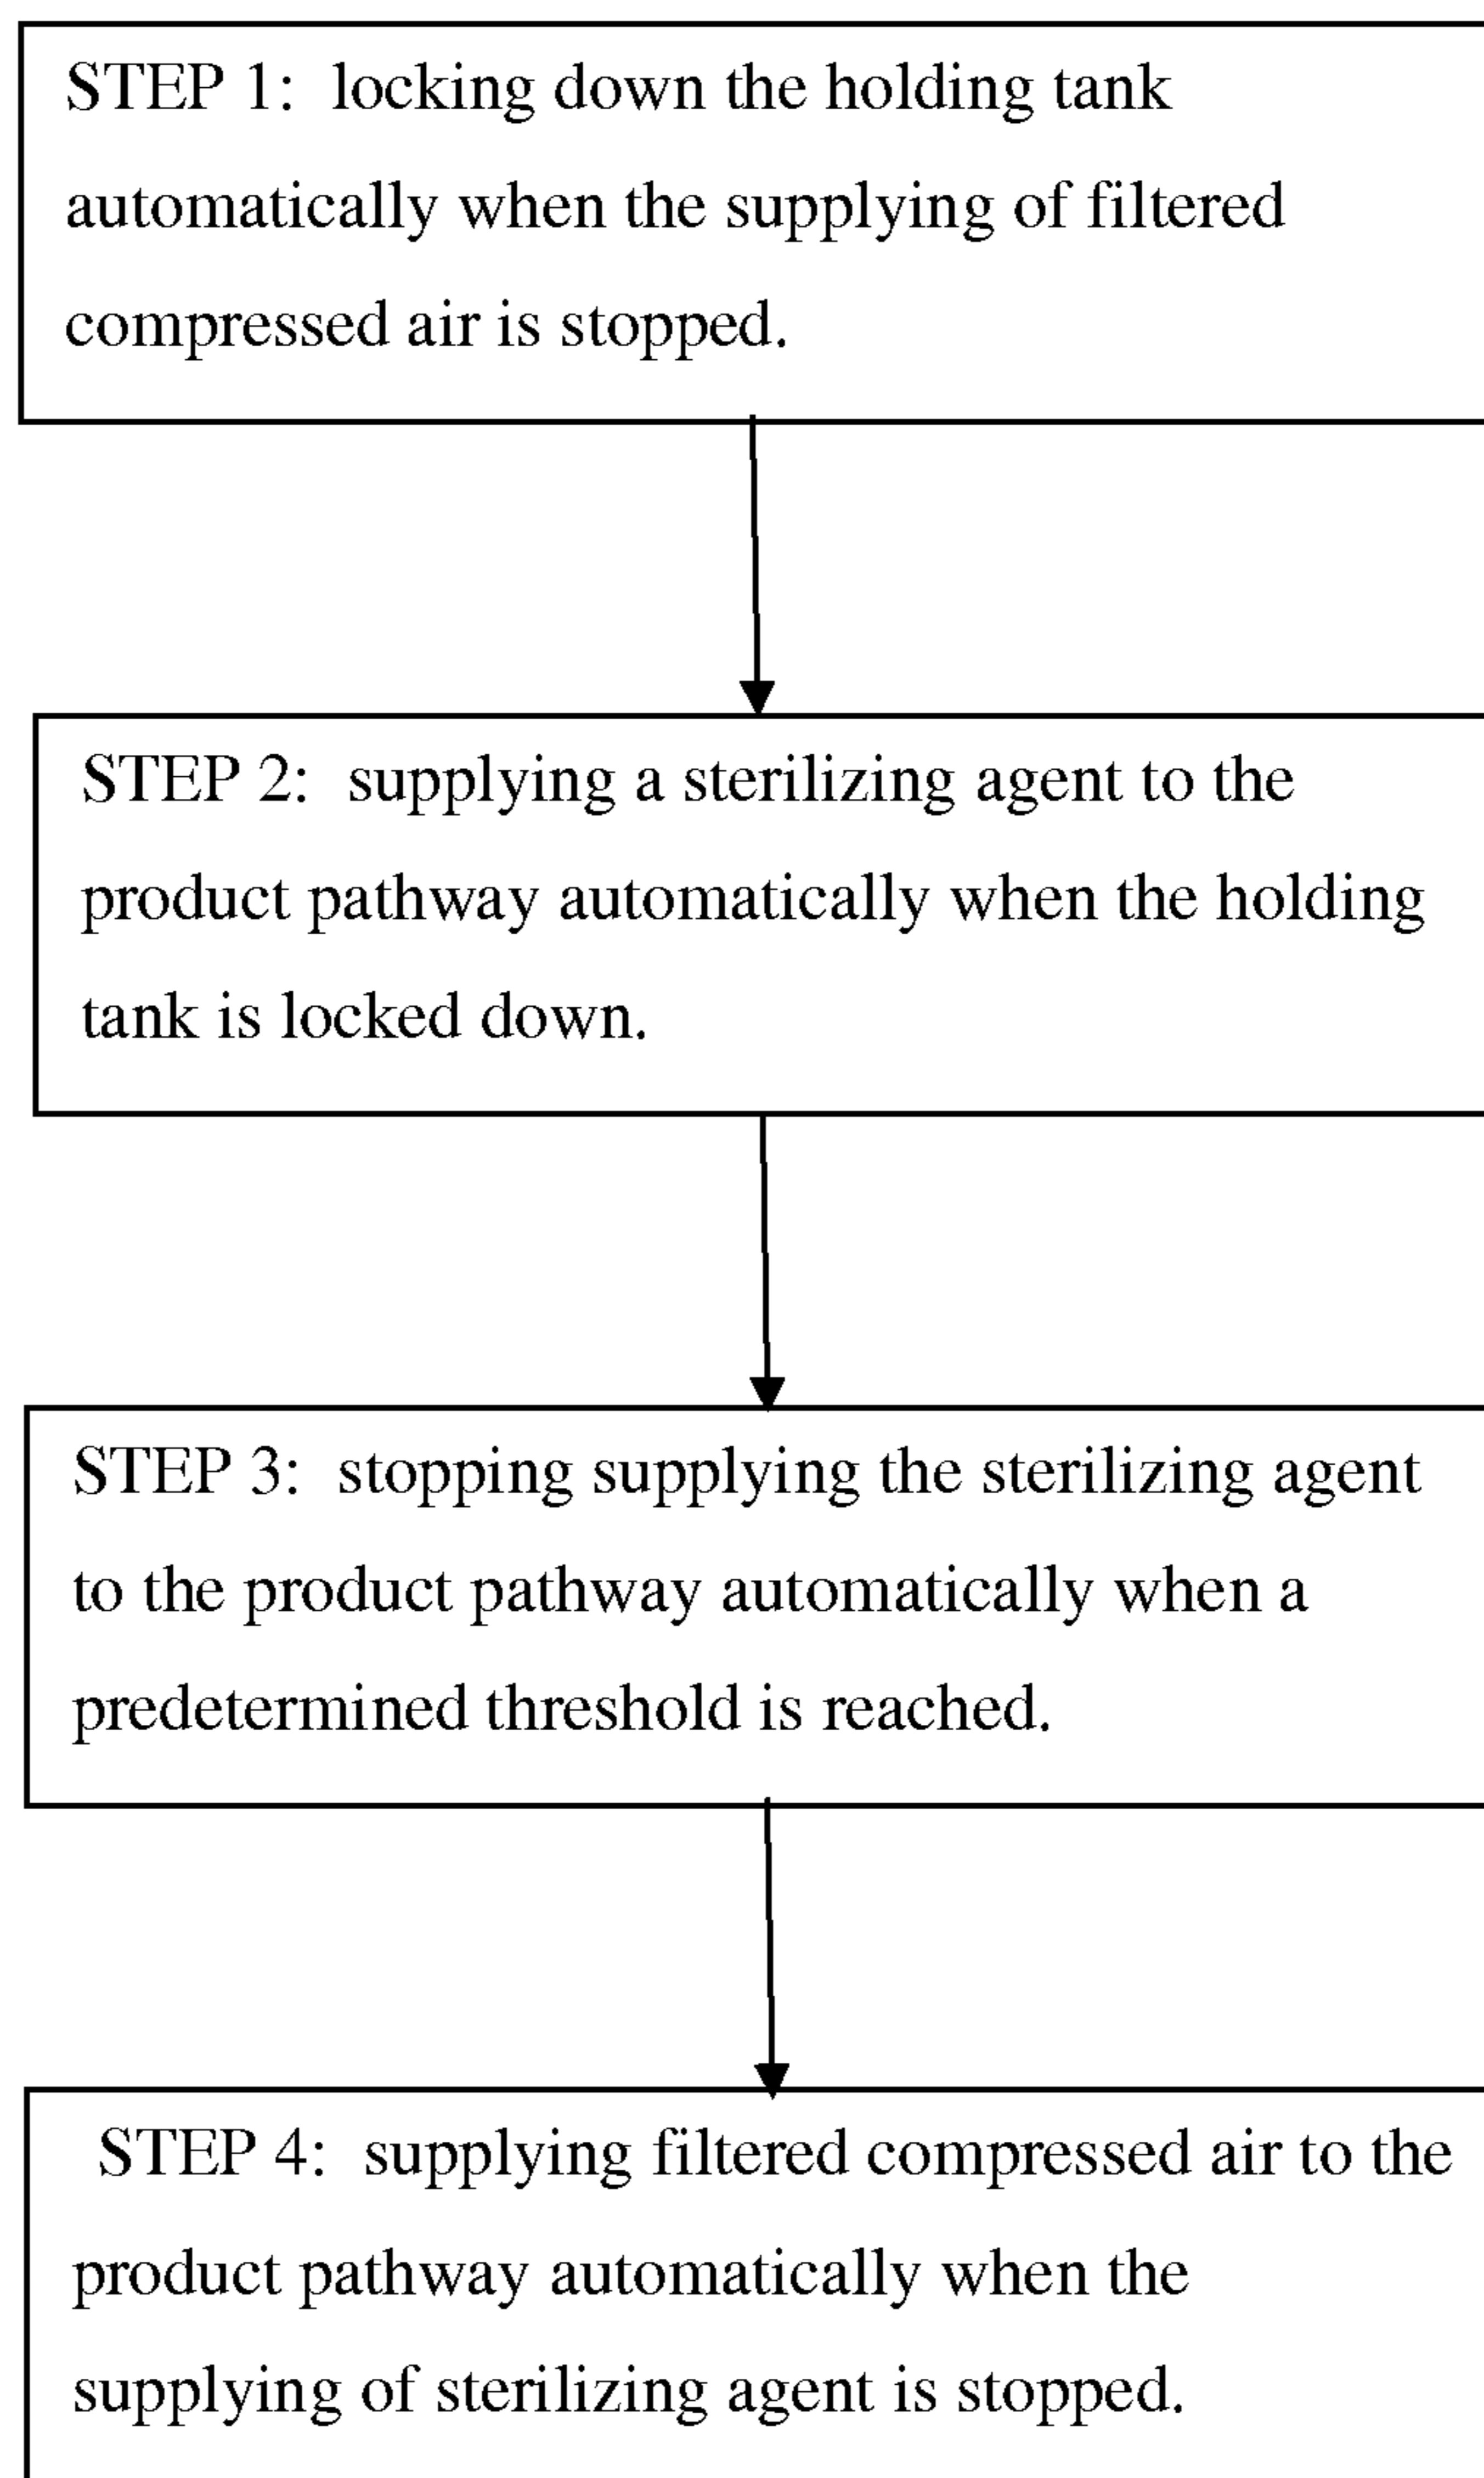 STEP 1: locking down the holding tank
automatically when the supplying of filtered
compressed air is stopped.
STEP 2: supplying a sterilizing agent to the
product pathway automatically when the holding
tank is locked down.
STEP 3: stopping supplying the sterilizing agent
to the product pathway automatically when a
predetermined threshold is reached.
STEP 4: supplying filtered compressed air to the
product pathway automatically when the
supplying of sterilizing agent is stopped.